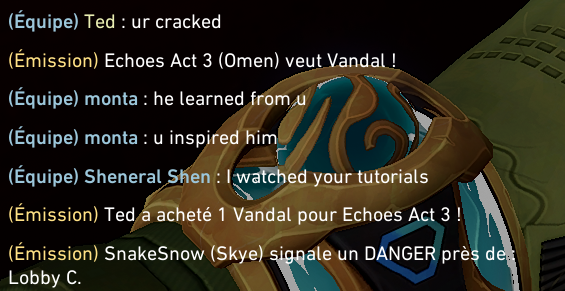 (Équipe) Ted : ur cracked
(Émission) Echoes Act 3 (Omen) veut Vandal !
(Équipe) monta : he learned from u
(Équipe) monta : u inspired him
(Équipe) Sheneral Shen : I watched your tutorials
(Émission) Ted a acheté 1 Vandal pour Echoes Act 3 !
(Émission) SnakeSnow (Skye) signale un DANGER près de :
Lobby C.